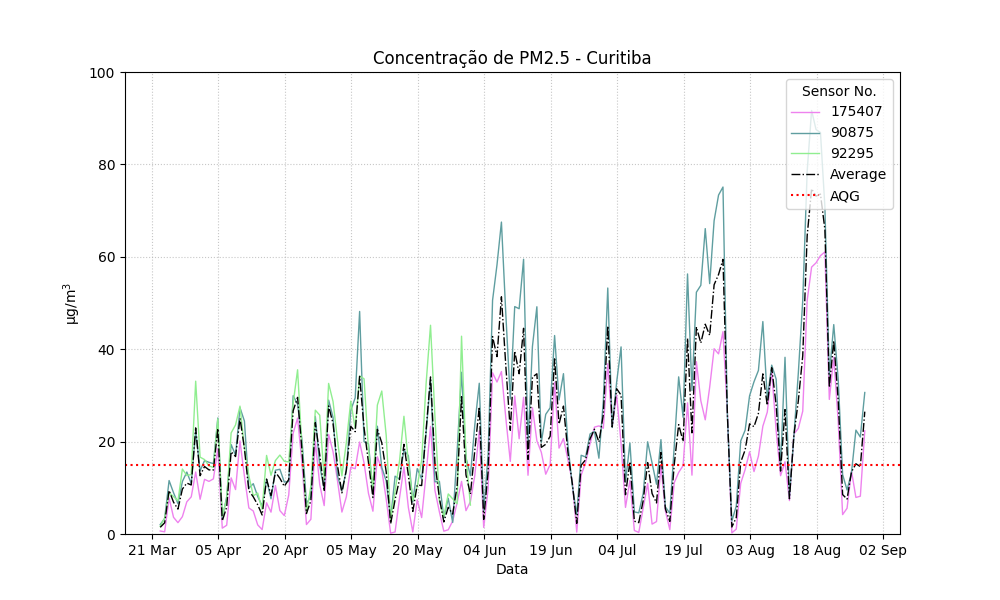 Concentração de PM2.5 - Curitiba
100
80
60
40
20
0
µg/m³
Sensor No.
175407
90875
92295
Average
AQG
21 Mar 05 Apr 20 Apr 05 May 20 May 04 Jun 19 Jun 04 Jul 19 Jul 03 Aug 18 Aug 02 Sep
Data